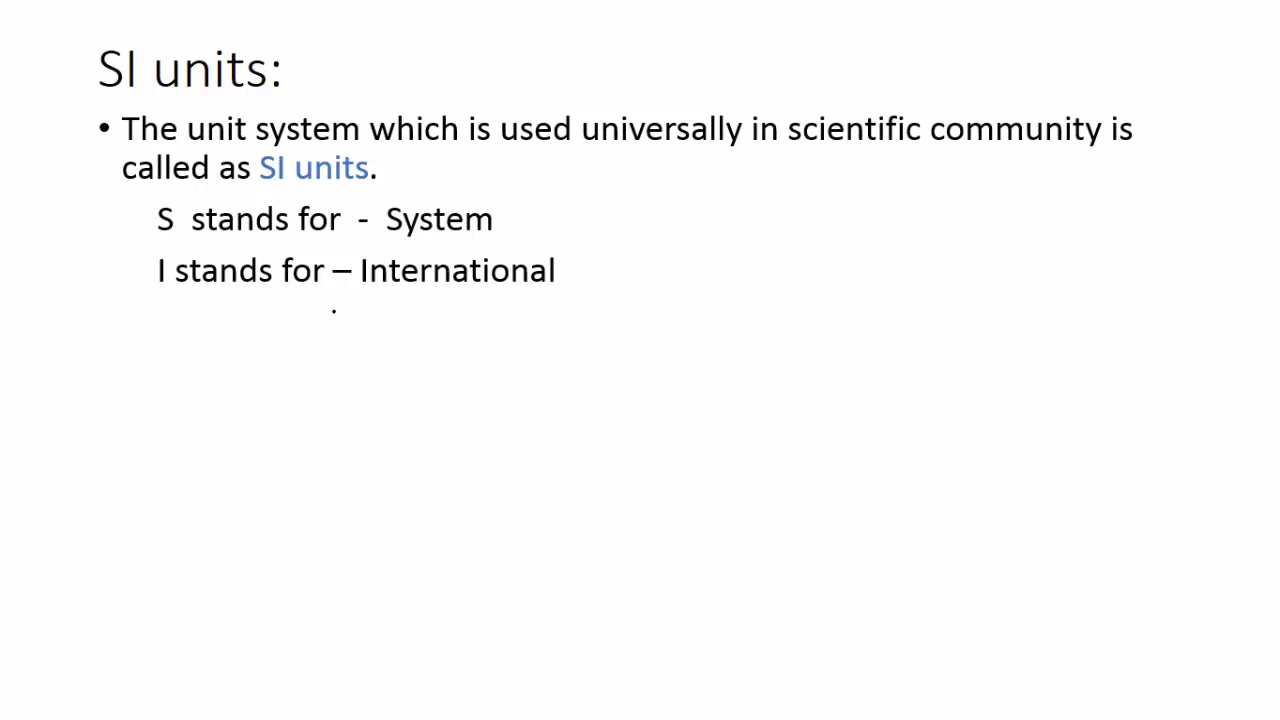 SI units:
• The unit system which is used universally in scientific community is
called as SI units.
S stands for - System
I stands for – International